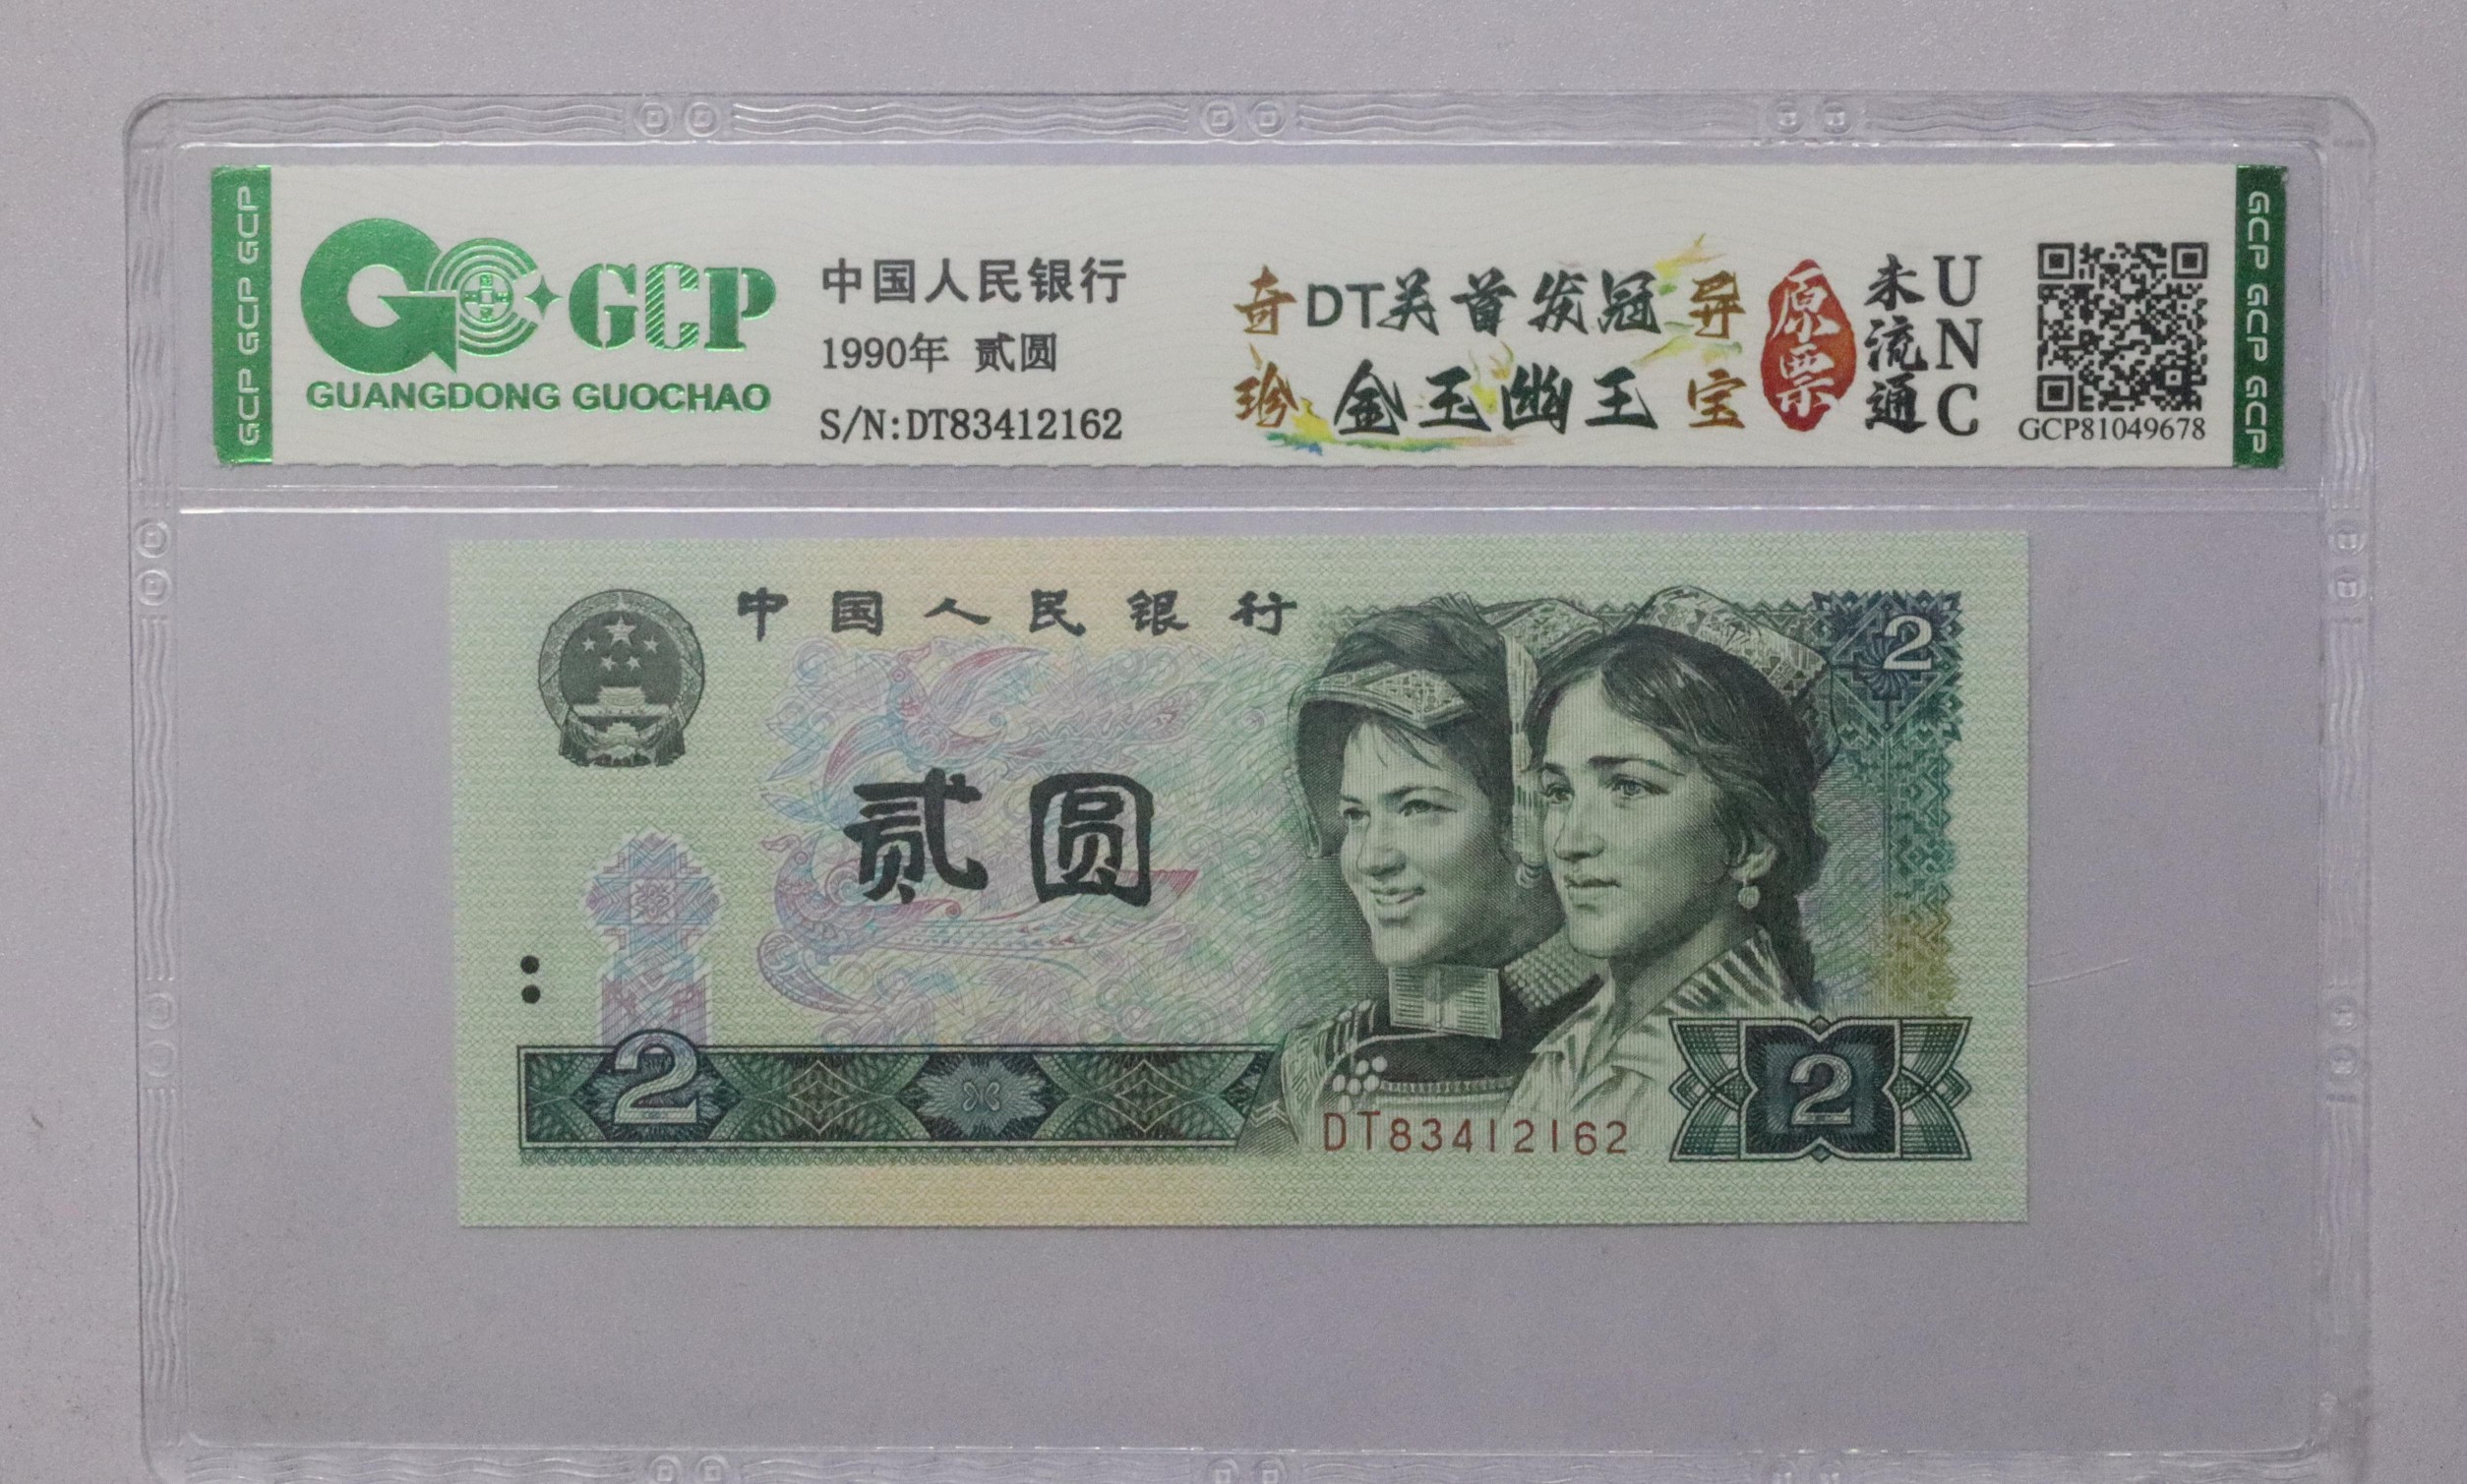 GCP GCP GCP
GCP
GUANGDONG GUOCHAO
中国人民银行
1990年 贰圆
S/N:DT83412162
奇珍
DT关首发冠
金玉幽王
异宝
原票
未流通
UNC
GCP81049678
GCP GCP GCP
中国人民银行
2
贰圆
2
DT83412162
2